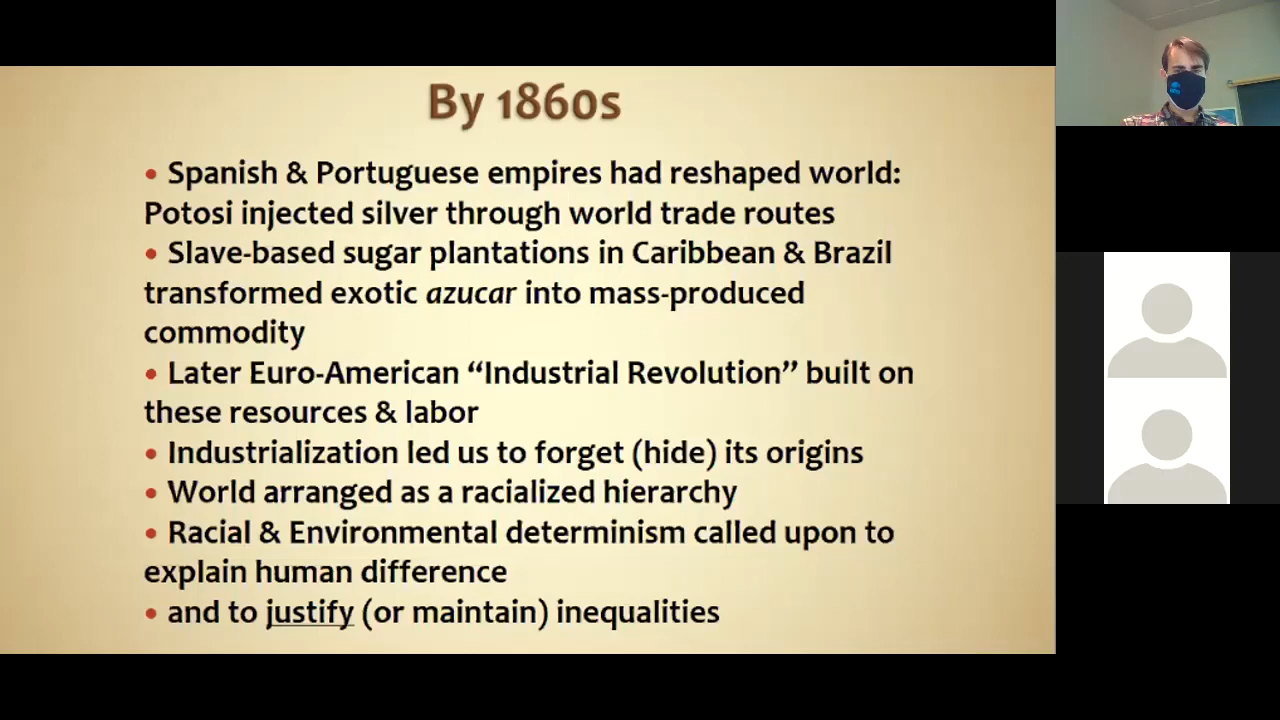 By 1860s
• Spanish & Portuguese empires had reshaped world:
Potosi injected silver through world trade routes
• Slave-based sugar plantations in Caribbean & Brazil
transformed exotic azucar into mass-produced
commodity
• Later Euro-American “Industrial Revolution” built on
these resources & labor
• Industrialization led us to forget (hide) its origins
• World arranged as a racialized hierarchy
• Racial & Environmental determinism called upon to
explain human difference
• and to justify (or maintain) inequalities